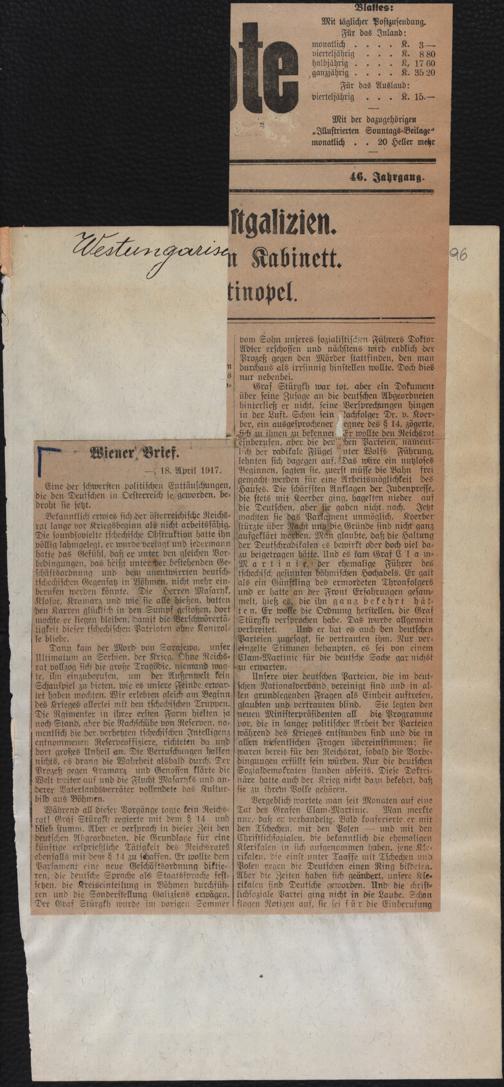 Blattes:
Mit täglicher Postzusendung.
Für das Inland:
monatlich . . . . K. 3—
vierteljährig . . . K. 8 80
halbjährig . . . . K. 17 60
ganzjährig . . . . K. 35 20
Für das Ausland:
vierteljährig . . . K. 15.—
Mit der dazugehörigen
„Illustrierten Sonntags-Beilage“
monatlich . . 20 Heller mehr
ote
46. Jahrgang.
stgalizien.
n Kabinett.
tinopel.
Westungaris
96
Wiener Brief.
—, 18. April 1917.
Eine der schwersten politischen Enttäuschungen,
die den Deutschen in Oesterreich je geworden, be-
droht sie jetzt.
Bekanntlich erwies sich der österreichische Reichs-
rat lange vor Kriegsbeginn als nicht arbeitsfähig.
Die soundsovielte tschechische Obstruktion hatte ihn
völlig lahmgelegt, er wurde vertagt und jedermann
hatte das Gefühl, daß er unter den gleichen Vor-
bedingungen, das heißt unter der bestehenden Ge-
schäftsordnung und dem unentwirrten deutsch-
tschechischen Gegensatz in Böhmen, nicht mehr ein-
berufen werden könnte. Die Herren Masaryk,
Klofac, Kramarz und wie sie alle hießen, hatten
den Karren glücklich in den Sumpf gestoßen, dort
mochte er liegen bleiben, damit die Verschwörertä-
tigkeit dieser tschechischen Patrioten ohne Kontrol-
le bliebe.
Dann kam der Mord von Sarajewo, unser
Ultimatum an Serbien, der Krieg. Ohne Reichs-
rat vollzog sich die große Tragödie, niemand wag-
te, ihn einzuberufen, um der Außenwelt kein
Schauspiel zu bieten, wie es unsere Feinde erwar-
tet haben mochten. Wir erlebten gleich am Beginn
des Krieges allerlei mit den tschechischen Truppen.
Die Regimenter in ihrer ersten Form hielten ja
noch Stand, aber die Nachschübe von Reserven, na-
mentlich die der verhetzten tschechischen Intelligenz
entnommenen Reserveoffiziere, richteten da und
dort großes Unheil an. Die Vertuschungen helfen
nichts, es drang die Wahrheit alsbald durch. Der
Prozeß gegen Kramarz und Genossen klärte die
Welt weiter auf und die Flucht Masaryks und an-
derer Vaterlandsverräter vollendete das Kultur-
bild aus Böhmen.
Während all dieser Vorgänge tagte kein Reichs-
rat! Graf Stürgkh regierte mit dem § 14 und
blieb stumm. Aber er versprach in dieser Zeit den
deutschen Abgeordneten, die Grundlage für eine
künftige ersprießliche Tätigkeit des Reichsrates
ebenfalls mit dem § 14 zu schaffen. Er wollte dem
Parlament eine neue Geschäftsordnung diktie-
ren, die deutsche Sprache als Staatssprache fest-
setzen, die Kreiseinteilung in Böhmen durchfüh-
ren und die Sonderstellung Galiziens erwägen.
Der Graf Stürgkh wurde im vorigen Sommer
vom Sohn unseres sozialistischen Führers Doktor
Adler erschossen und nächstens wird endlich der
Prozeß gegen den Mörder stattfinden, den man
durchaus als irrsinnig hinstellen wollte. Doch dies
nur nebenbei.
Graf Stürgkh war tot, aber ein Dokument
über seine Zusage an die deutschen Abgeordneten
hinterließ er nicht, seine Versprechungen hingen
in der Luft. Schon sein Nachfolger Dr. v. Koer-
ber, ein ausgesprochener Gegner des § 14, zögerte,
sich zu ihnen zu bekennen. Er wollte den Reichsrat
einberufen, aber die deutschen Parteien, nament-
lich der radikale Flügel unter Wolfs Führung,
lehnten sich dagegen auf. Das wäre ein nutzloses
Beginnen, sagten sie, zuerst müsse die Bahn frei
gemacht werden für eine Arbeitsmöglichkeit des
Hauses. Die schärfsten Anklagen der Judenpresse,
die stets mit Koerber ging, hagelten nieder auf
die Deutschen, aber sie gaben nicht nach. Jetzt
machten sie das Parlament unmöglich. Koerber
stürzte über Nacht und die Gründe sind nicht ganz
aufgeklärt worden. Man glaubte, daß die Haltung
der Deutschradikalen es bewirkt oder doch viel da-
zu beigetragen hätte. Und es kam Graf Clam-
Martinic, der ehemalige Führer des
tschechisch gesinnten böhmischen Hochadels. Er galt
als ein Günstling des ermordeten Thronfolgers
und er hatte an der Front Erfahrungen gesam-
melt, hieß es, die ihn ganz bekehrt hät-
ten. Er wolle die Ordnung herstellen, die Graf
Stürgkh versprochen habe. Das wurde allgemein
verbreitet. Und er hat es auch den deutschen
Parteien zugesagt, sie vertrauten ihm. Nur ver-
einzelte Stimmen behaupten, es sei von einem
Clam-Martinic für die deutsche Sache gar nichts
zu erwarten.
Unsere vier deutschen Parteien, die im deut-
schen Nationalverband vereinigt sind und in al-
len grundlegenden Fragen als Einheit auftreten,
glaubten und vertrauten blind. Sie legten den
neuen Ministerpräsidenten all die Programme
vor, die in langer politischer Arbeit der Parteien
während des Krieges entstanden sind und die in
allen wesentlichen Fragen übereinstimmen; sie
waren bereit für den Reichsrat, sobald die Vorbe-
dingungen erfüllt sein würden. Nur die deutschen
Sozialdemokraten standen abseits. Diese Doktri-
näre hatte auch der Krieg nicht dazu bekehrt, daß
sie zu ihrem Volke gehören.
Vergeblich wartete man seit Monaten auf eine
Tat der Grafen Clam-Martinic. Man merkte
nur, daß er verhandelte. Bald konferierte er mit
den Tschechen, mit den Polen — und mit den
Christlichsozialen, die bekanntlich die ehemaligen
Klerikalen in sich aufgenommen haben, jene Kle-
rikalen, die einst unter Taaffe mit Tschechen und
Polen gegen die Deutschen einen Ring bildeten.
Aber die Zeiten haben sich geändert, unsere Kle-
rikalen sind Deutsche geworden. Und die christ-
lichsoziale Partei ging nicht in die Laube. Schon
flogen Notizen auf, sie sei für die Einberufung